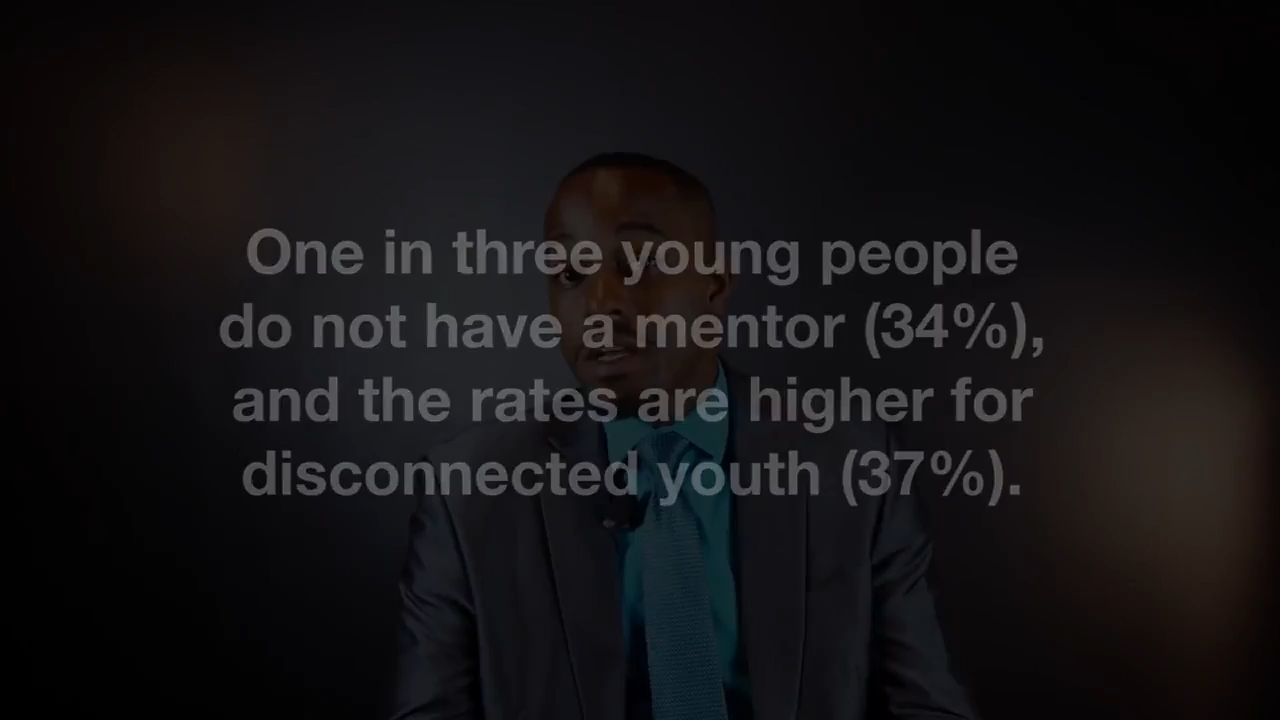 One in three young people
do not have a mentor (34%),
and the rates are higher for
disconnected youth (37%).